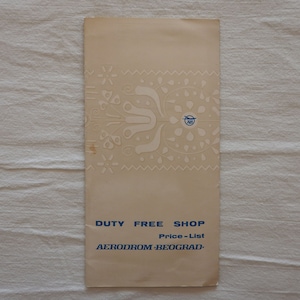 DUTY FREE SHOP
Price-List
AERODROM-BEOGRAD-